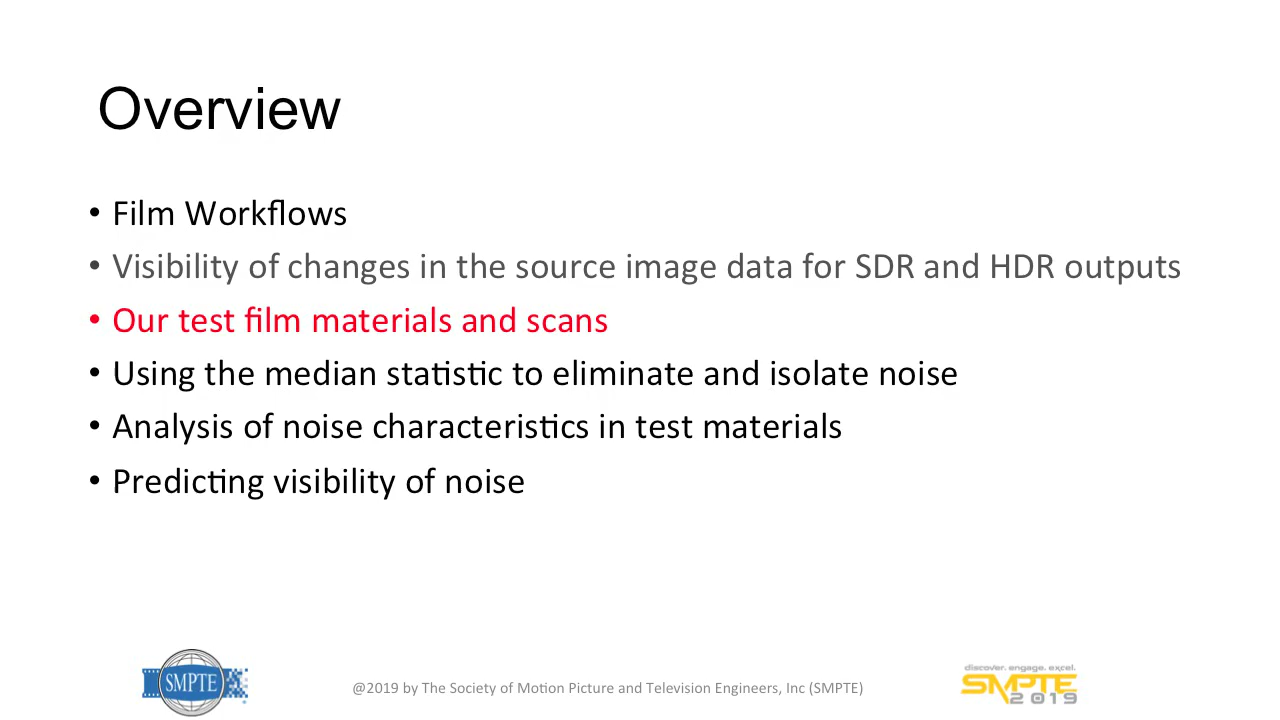 Overview
• Film Workflows
• Visibility of changes in the source image data for SDR and HDR outputs
• Our test film materials and scans
• Using the median statistic to eliminate and isolate noise
• Analysis of noise characteristics in test materials
• Predicting visibility of noise
SMPTE
@2019 by The Society of Motion Picture and Television Engineers, Inc (SMPTE)
discover. engage. excel.
SMPTE
2019